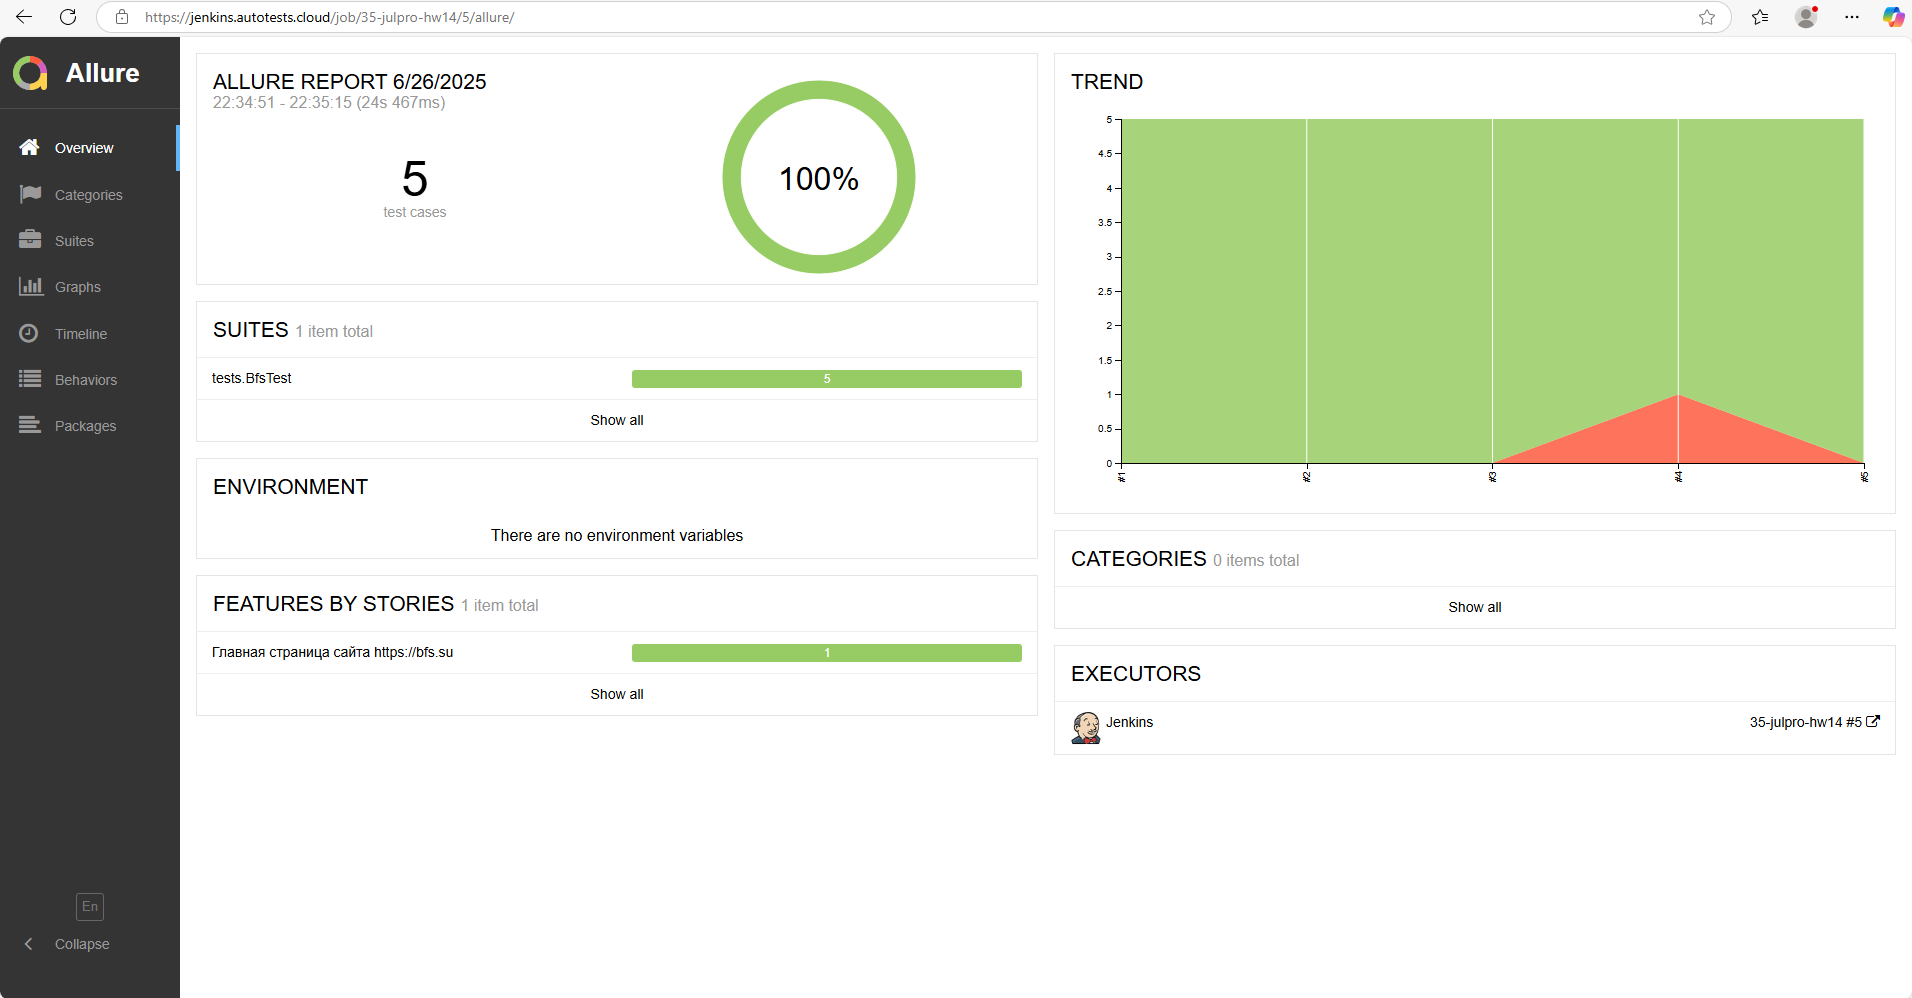 https://jenkins.autotests.cloud/job/35-julpro-hw14/5/allure/
Allure
Overview
Categories
Suites
Graphs
Timeline
Behaviors
Packages
En
Collapse
ALLURE REPORT 6/26/2025
22:34:51 - 22:35:15 (24s 467ms)
5
test cases
100%
SUITES 1 item total
tests.BfsTest 5
Show all
ENVIRONMENT
There are no environment variables
FEATURES BY STORIES 1 item total
Главная страница сайта https://bfs.su 1
Show all
TREND
5
4.5
4
3.5
3
2.5
2
1.5
1
0.5
0
#1 #2 #3 #4 #5
CATEGORIES 0 items total
Show all
EXECUTORS
Jenkins 35-julpro-hw14 #5